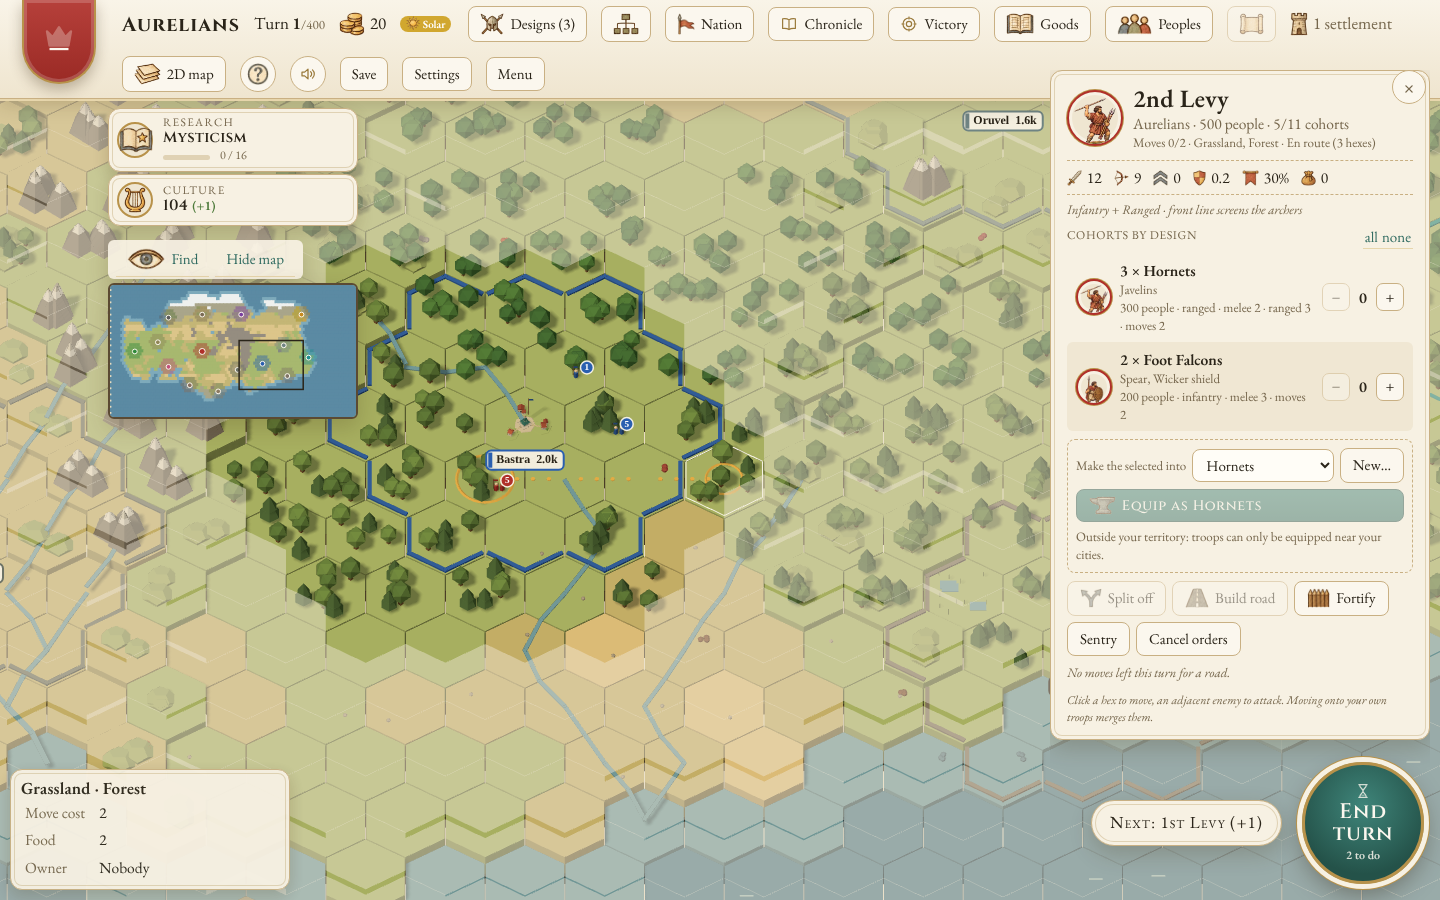 AURELIANS
Turn 1/400
20
Solar
Designs (3)
Nation
Chronicle
Victory
Goods
Peoples
1 settlement
2D map
?
Save
Settings
Menu
RESEARCH
MYSTICISM
0 / 16
CULTURE
104 (+1)
Find
Hide map
Oruvel 1.6k
1
5
Bastra 2.0k
5
×
2nd Levy
Aurelians · 500 people · 5/11 cohorts
Moves 0/2 · Grassland, Forest · En route (3 hexes)
12 9 0 0.2 30% 0
Infantry + Ranged · front line screens the archers
COHORTS BY DESIGN
all none
3 × Hornets
Javelins
300 people · ranged · melee 2 · ranged 3
· moves 2
− 0 +
2 × Foot Falcons
Spear, Wicker shield
200 people · infantry · melee 3 · moves
2
− 0 +
Make the selected into
Hornets
New...
EQUIP AS HORNETS
Outside your territory: troops can only be equipped near your
cities.
Split off
Build road
Fortify
Sentry
Cancel orders
No moves left this turn for a road.
Click a hex to move, an adjacent enemy to attack. Moving onto your own
troops merges them.
Grassland · Forest
Move cost 2
Food 2
Owner Nobody
NEXT: 1ST LEVY (+1)
END
TURN
2 to do